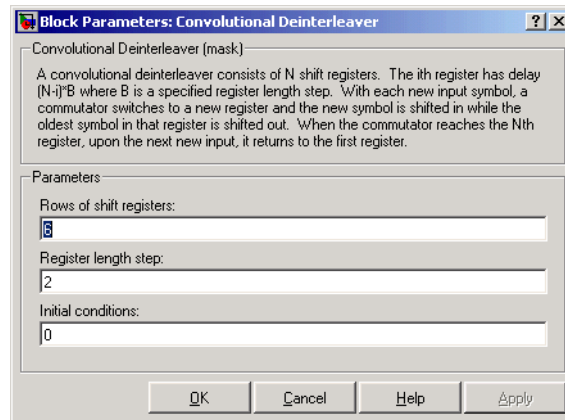 Block Parameters: Convolutional Deinterleaver
Convolutional Deinterleaver (mask)
A convolutional deinterleaver consists of N shift registers. The ith register has delay
(N-i)*B where B is a specified register length step. With each new input symbol, a
commutator switches to a new register and the new symbol is shifted in while the
oldest symbol in that register is shifted out. When the commutator reaches the Nth
register, upon the next new input, it returns to the first register.
Parameters
Rows of shift registers:
6
Register length step:
2
Initial conditions:
0
OK Cancel Help Apply